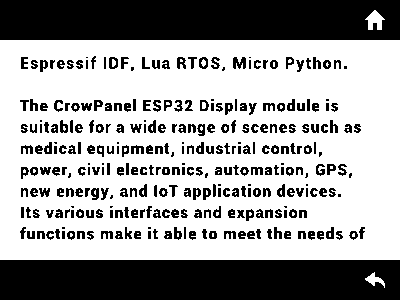 Espressif IDF, Lua RTOS, Micro Python.
The CrowPanel ESP32 Display module is
suitable for a wide range of scenes such as
medical equipment, industrial control,
power, civil electronics, automation, GPS,
new energy, and IoT application devices.
Its various interfaces and expansion
functions make it able to meet the needs of